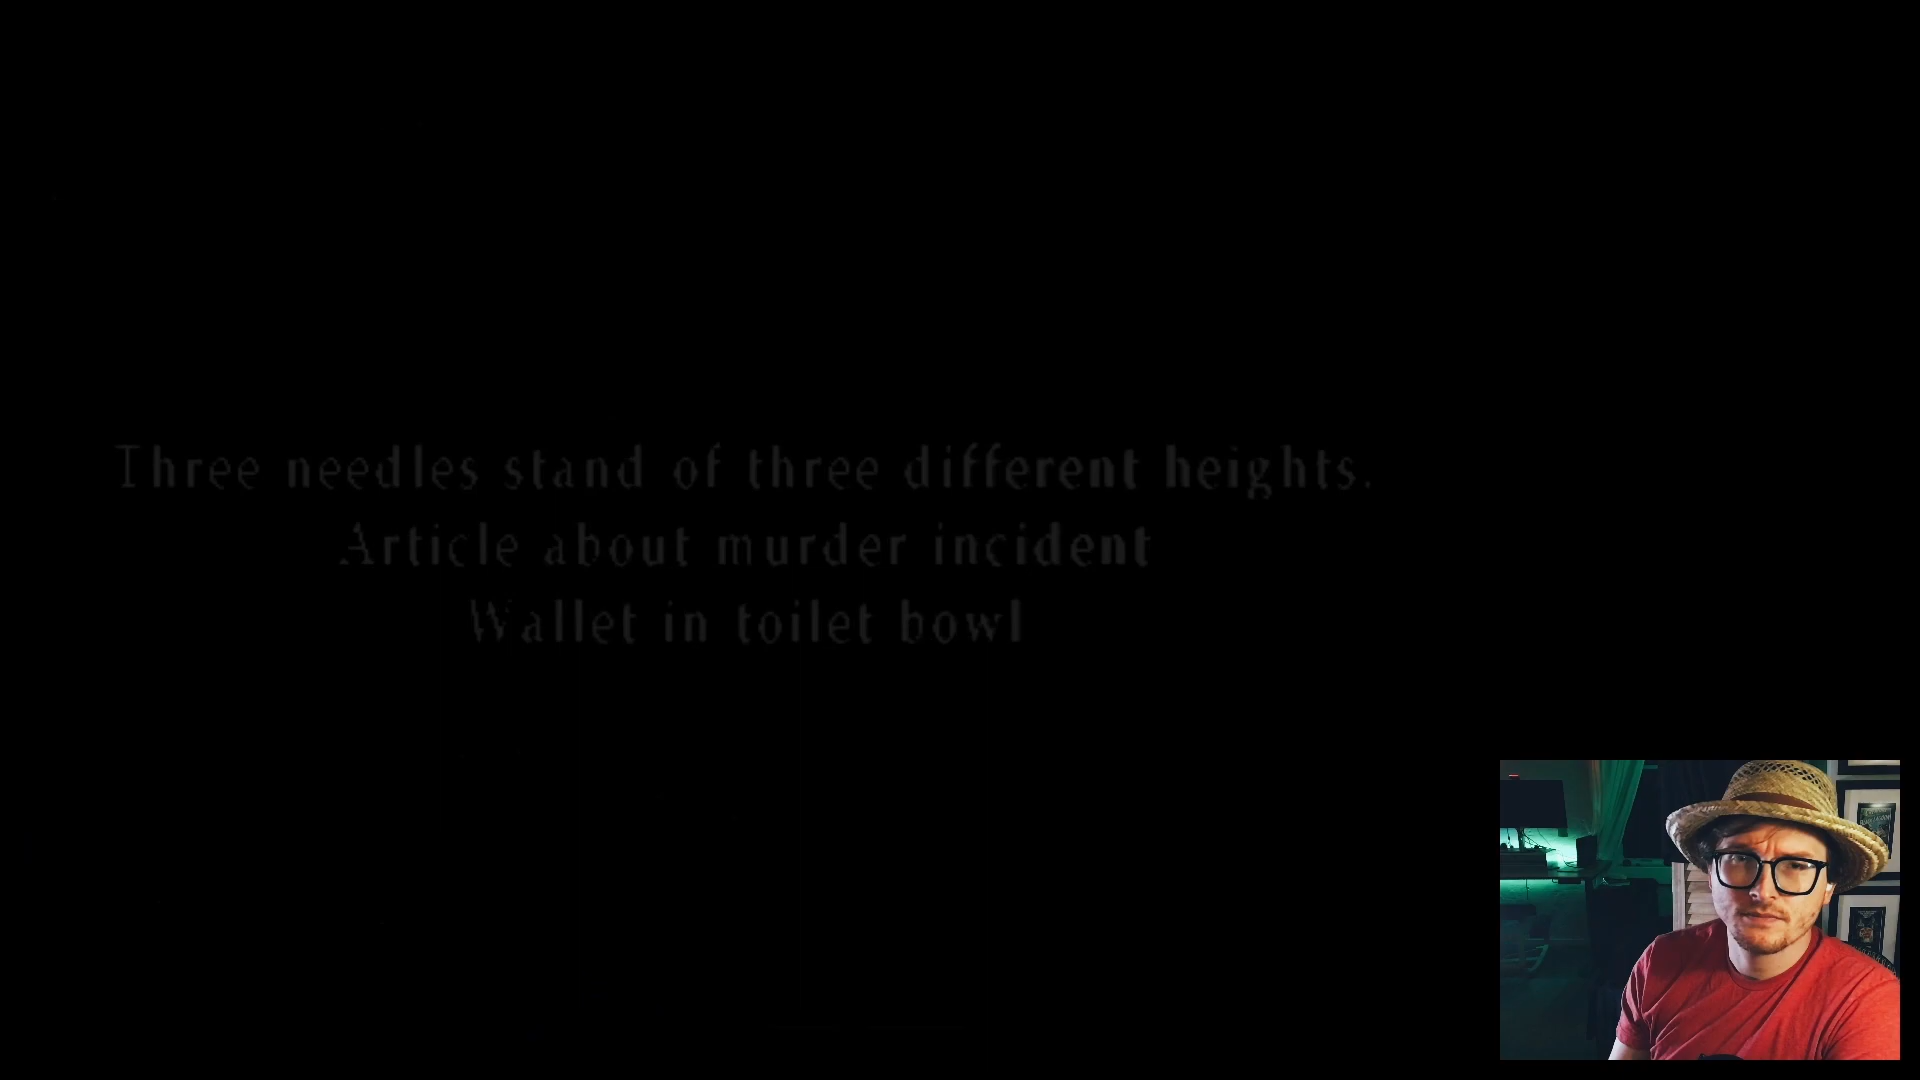 Three needles stand of three different heights.
Article about murder incident
Wallet in toilet bowl